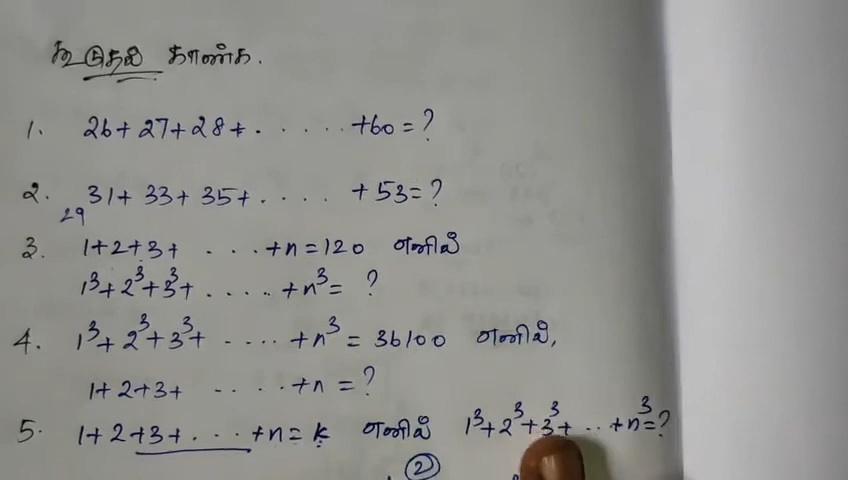 கூடுதல் காண்க.
1. 26+27+28+......+60=?
2. 31+33+35+.....+53=?
29
3. 1+2+3+ ....+n=120 எனில்
1³+2³+3³+.....+n³= ?
4. 1³+2³+3³+ .....+n³ = 36100 எனில்,
1+2+3+ .....+n =?
5. 1+2+3+....+n=k எனில் 1³+2³+3³+..+n³=?
2